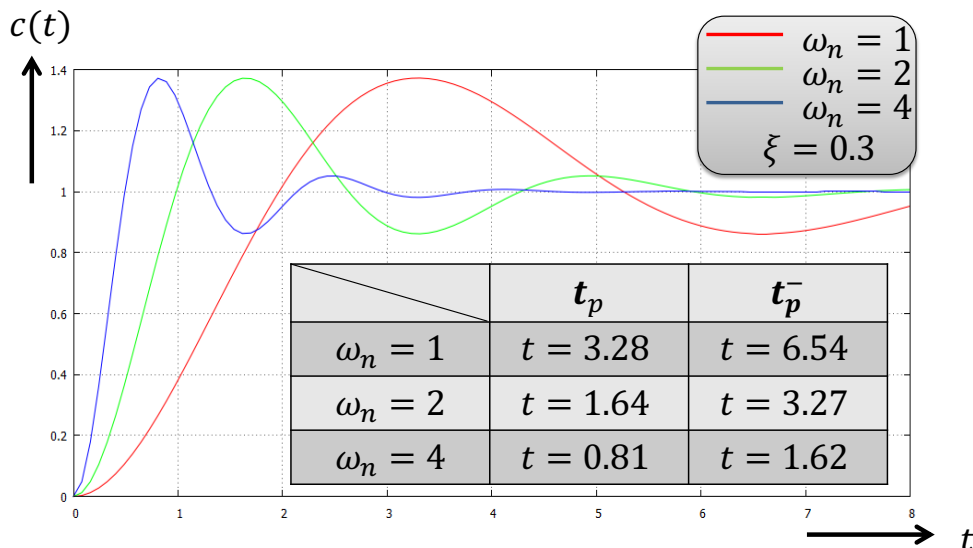 c(t)
ωₙ = 1
ωₙ = 2
ωₙ = 4
ξ = 0.3
1.4
1.2
1
0.8
0.6
0.4
0.2
0
0 1 2 3 4 5 6 7 8
t
tₚ tₚ⁻
ωₙ = 1 t = 3.28 t = 6.54
ωₙ = 2 t = 1.64 t = 3.27
ωₙ = 4 t = 0.81 t = 1.62